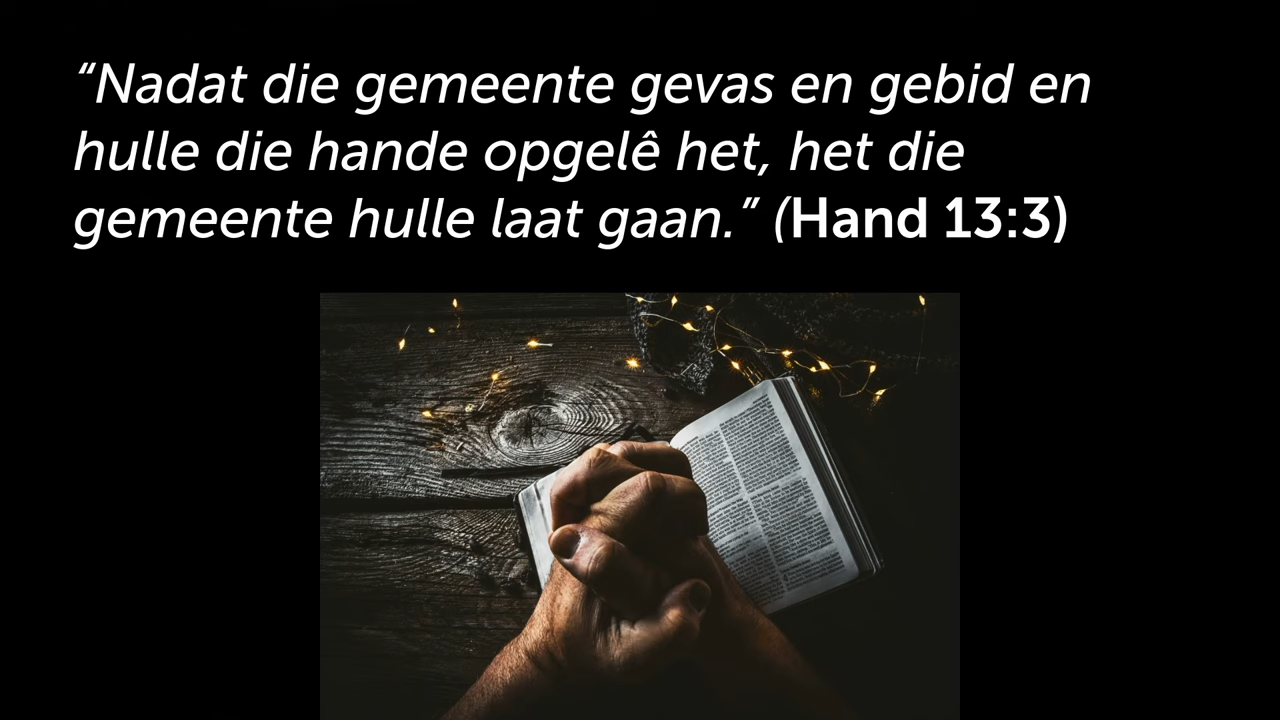 “Nadat die gemeente gevas en gebid en
hulle die hande opgelê het, het die
gemeente hulle laat gaan.” (Hand 13:3)